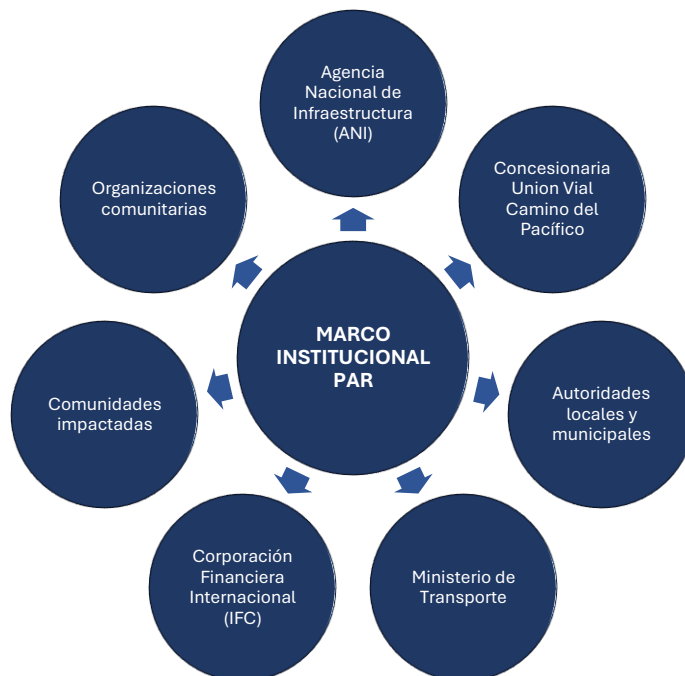 Agencia
Nacional de
Infraestructura
(ANI)
Concesionaria
Union Vial
Camino del
Pacífico
Autoridades
locales y
municipales
Ministerio de
Transporte
Corporación
Financiera
Internacional
(IFC)
Comunidades
impactadas
Organizaciones
comunitarias
MARCO
INSTITUCIONAL
PAR